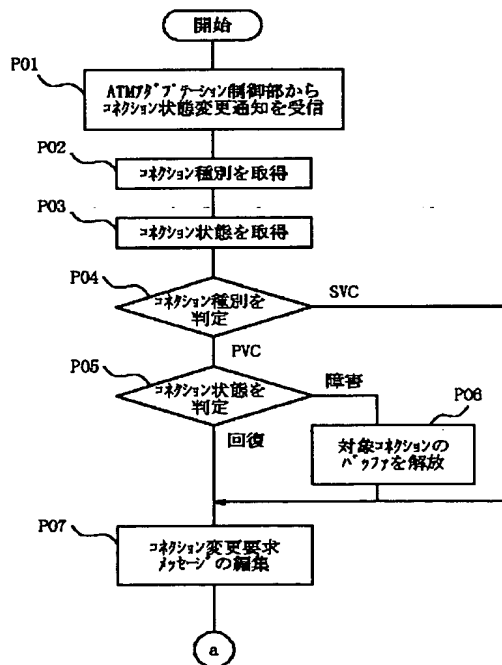 開始
P01
ATMアダプテーション制御部から
コネクション状態変更通知を受信
P02
コネクション種別を取得
P03
コネクション状態を取得
P04
コネクション種別を
判定
SVC
PVC
P05
コネクション状態を
判定
障害
P06
対象コネクションの
バッファを解放
回復
P07
コネクション変更要求
メッセージの編集
a